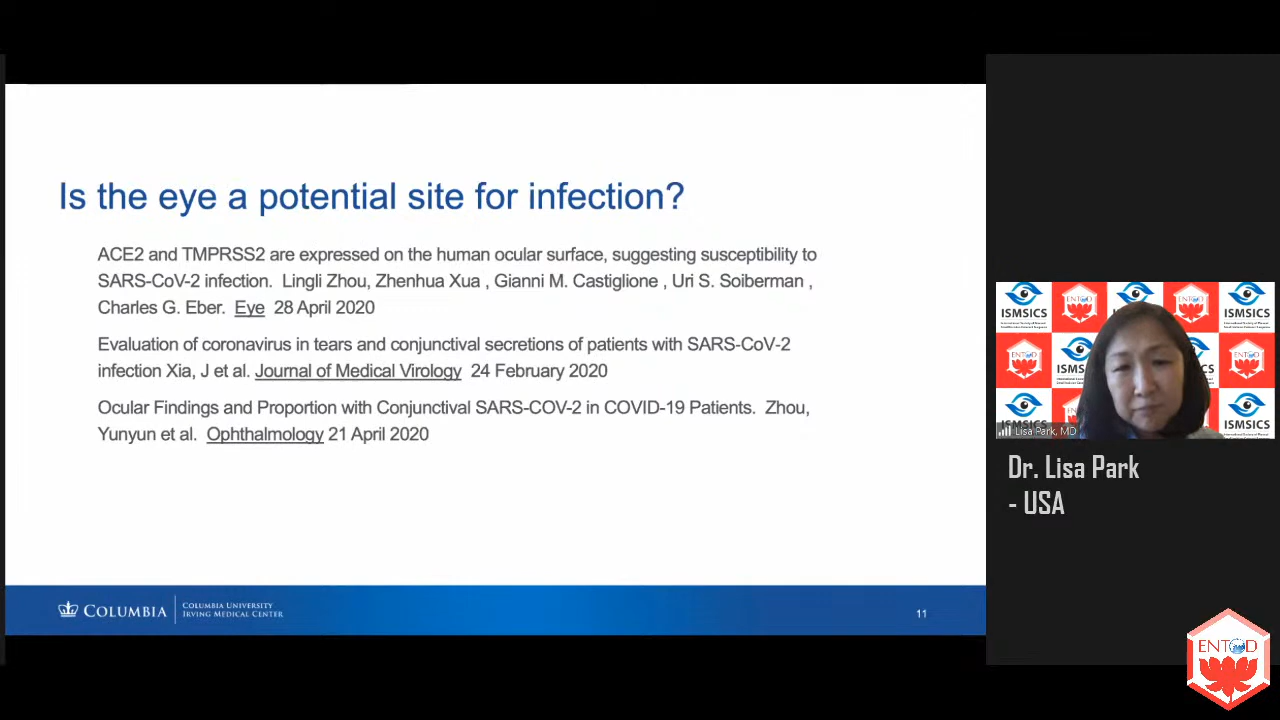 Is the eye a potential site for infection?
ACE2 and TMPRSS2 are expressed on the human ocular surface, suggesting susceptibility to
SARS-CoV-2 infection. Lingli Zhou, Zhenhua Xua , Gianni M. Castiglione , Uri S. Soiberman ,
Charles G. Eber. Eye 28 April 2020
Evaluation of coronavirus in tears and conjunctival secretions of patients with SARS-CoV-2
infection Xia, J et al. Journal of Medical Virology 24 February 2020
Ocular Findings and Proportion with Conjunctival SARS-COV-2 in COVID-19 Patients. Zhou,
Yunyun et al. Ophthalmology 21 April 2020
COLUMBIA
COLUMBIA UNIVERSITY
IRVING MEDICAL CENTER
11
ISMSICS
ENTOD
ENTOD
ISMSICS
ENTOD
ENTOD
ISMSICS
ISMSICS
Lisa Park, MD
Dr. Lisa Park
- USA
ENTOD